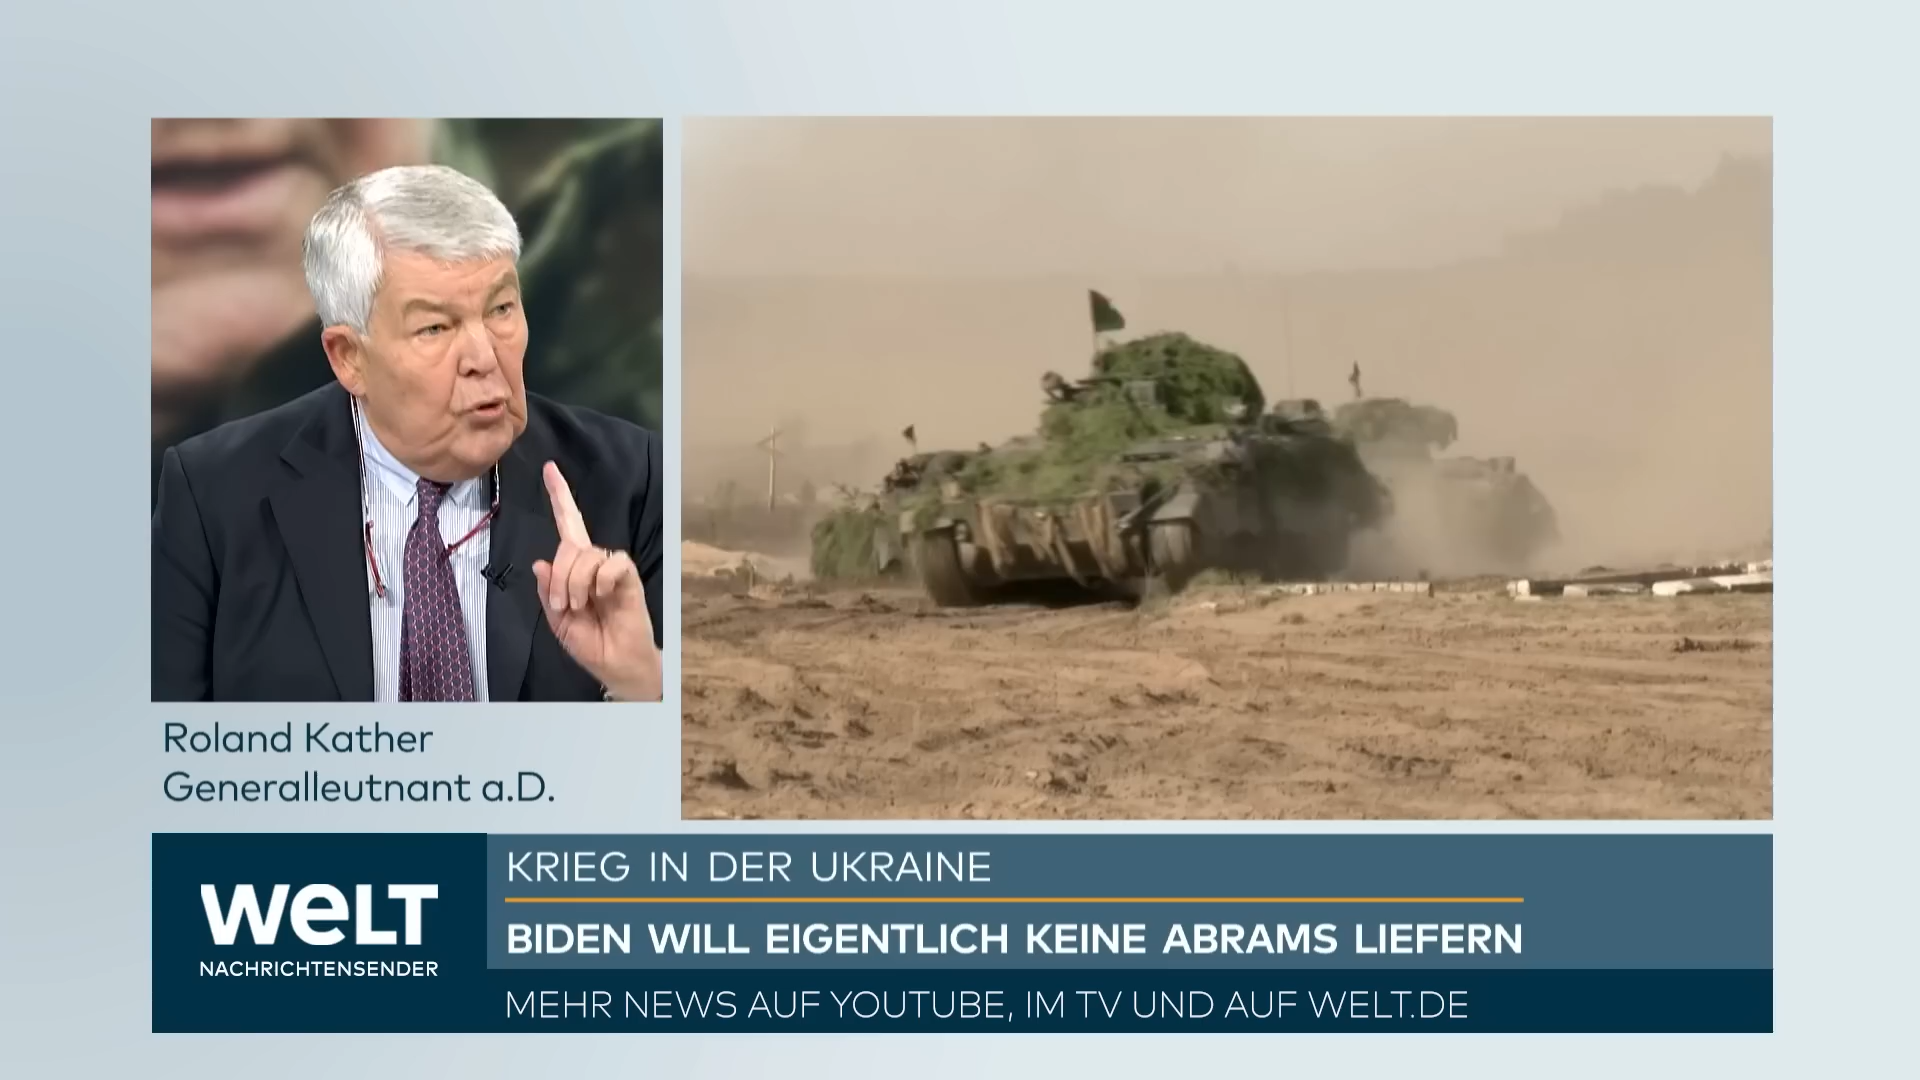 Roland Kather
Generalleutnant a.D.
welt
NACHRICHTENSENDER
KRIEG IN DER UKRAINE
BIDEN WILL EIGENTLICH KEINE ABRAMS LIEFERN
MEHR NEWS AUF YOUTUBE, IM TV UND AUF WELT.DE